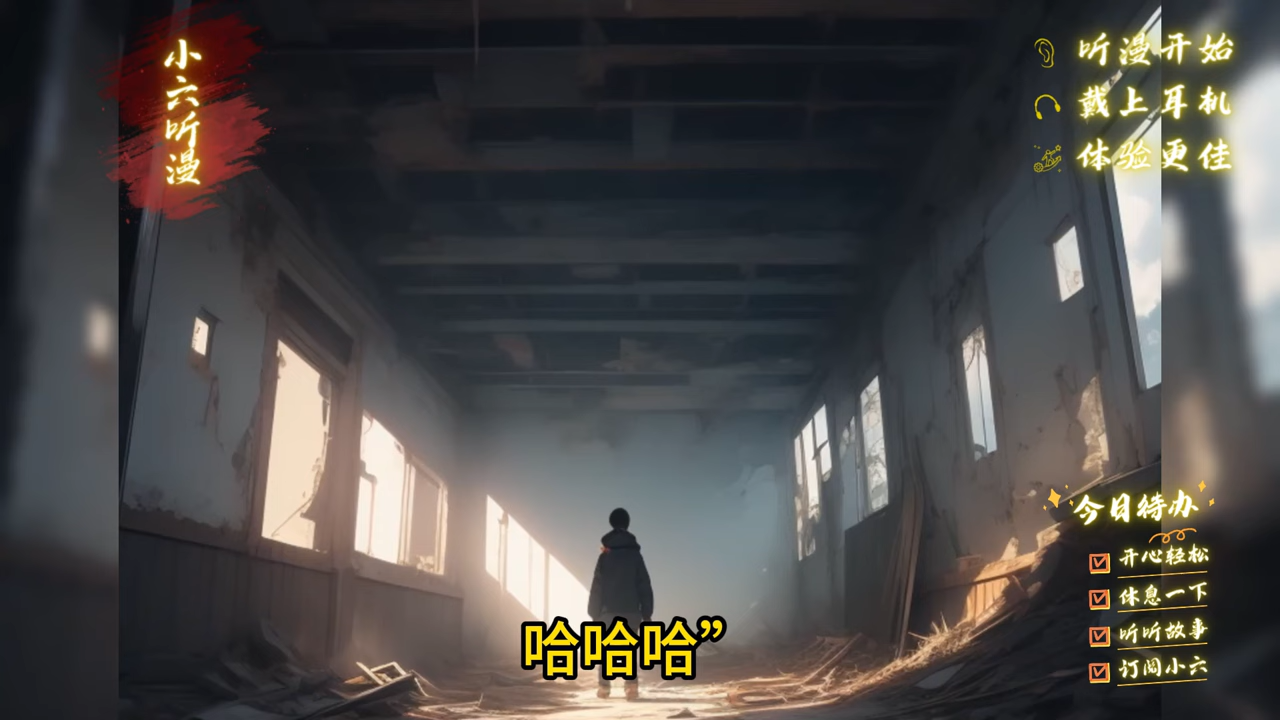 小六听漫
听漫开始
戴上耳机
体验更佳
今日待办
开心轻松
休息一下
听听故事
订阅小六
哈哈哈”